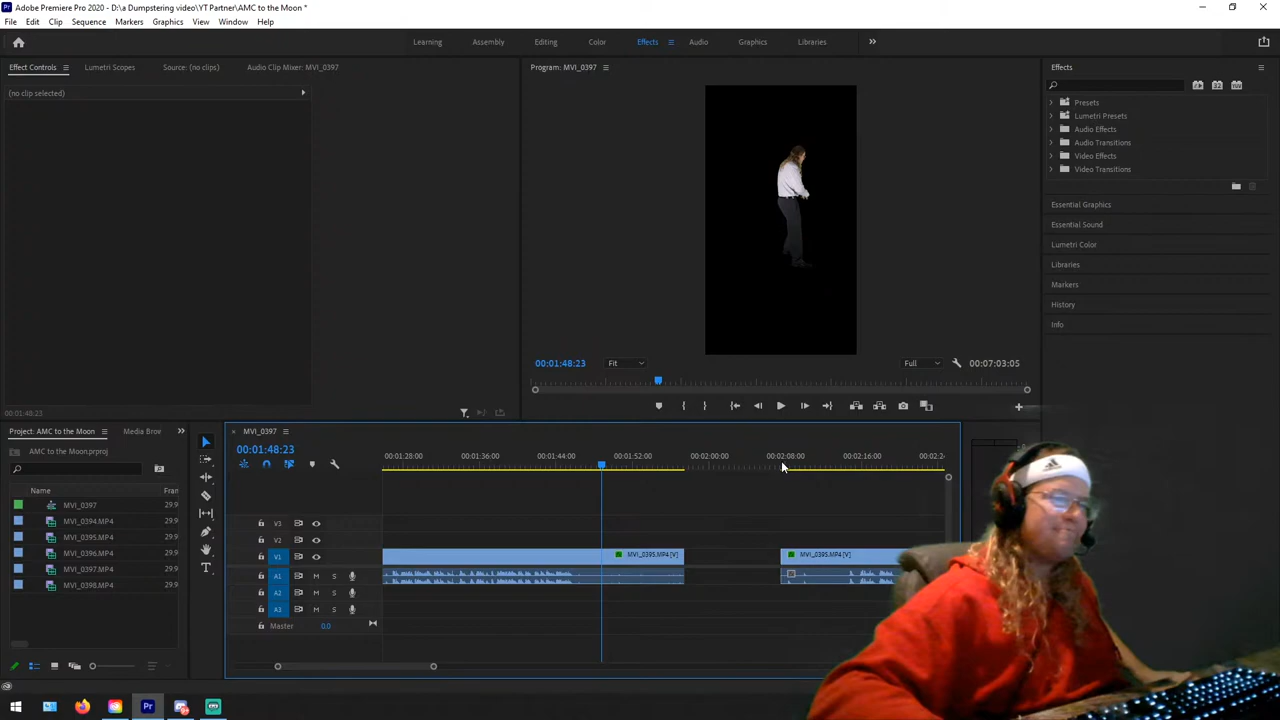 Adobe Premiere Pro 2020 - D:\a Dumpstering video\YT Partner\AMC to the Moon *
File Edit Clip Sequence Markers Graphics View Window Help
Learning Assembly Editing Color Effects Audio Graphics Libraries
Effect Controls Lumetri Scopes Source: (no clips) Audio Clip Mixer: MVI_0397
Program: MVI_0397
Effects
(no clip selected)
Presets
Lumetri Presets
Audio Effects
Audio Transitions
Video Effects
Video Transitions
Essential Graphics
Essential Sound
Lumetri Color
Libraries
Markers
History
Info
00:01:48:23 Fit Full 00:07:03:05
00:01:48:23
Project: AMC to the Moon Media Brov
AMC to the Moon.prproj
Name Fran
MVI_0397 29.9
MVI_0394.MP4 29.9
MVI_0395.MP4 29.9
MVI_0396.MP4 29.9
MVI_0397.MP4 29.9
MVI_0398.MP4 29.9
MVI_0397
00:01:48:23
00:01:28:00 00:01:36:00 00:01:44:00 00:01:52:00 00:02:00:00 00:02:08:00 00:02:16:00 00:02:2
V3
V2
V1 MVI_0395.MP4 [V] MVI_0395.MP4 [V]
A1 M S
A2 M S
A3 M S
Master 0.0
Pr